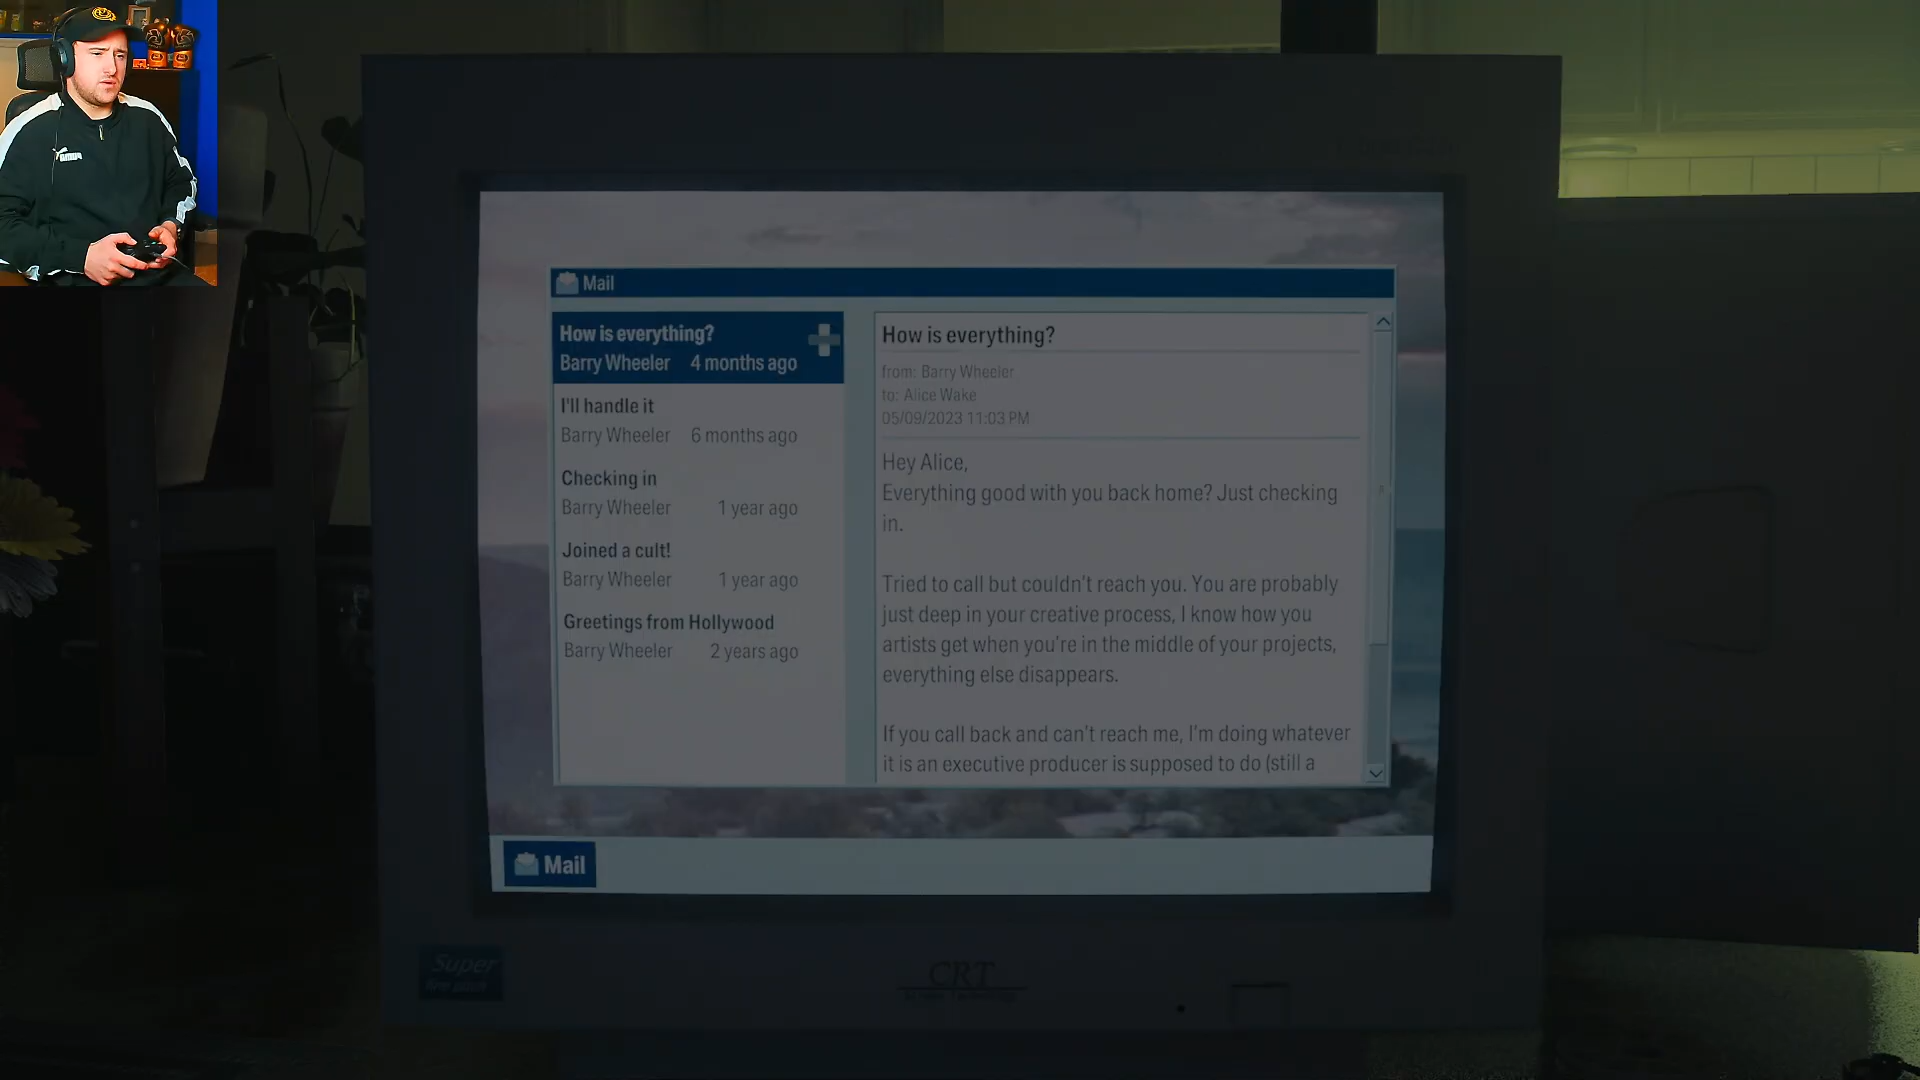 Mail
How is everything?
Barry Wheeler 4 months ago
I'll handle it
Barry Wheeler 6 months ago
Checking in
Barry Wheeler 1 year ago
Joined a cult!
Barry Wheeler 1 year ago
Greetings from Hollywood
Barry Wheeler 2 years ago
How is everything?
from: Barry Wheeler
to: Alice Wake
05/09/2023 11:03 PM
Hey Alice,
Everything good with you back home? Just checking
in.
Tried to call but couldn't reach you. You are probably
just deep in your creative process, I know how you
artists get when you're in the middle of your projects,
everything else disappears.
If you call back and can't reach me, I'm doing whatever
it is an executive producer is supposed to do (still a
Mail
Super
fine pitch
CRT